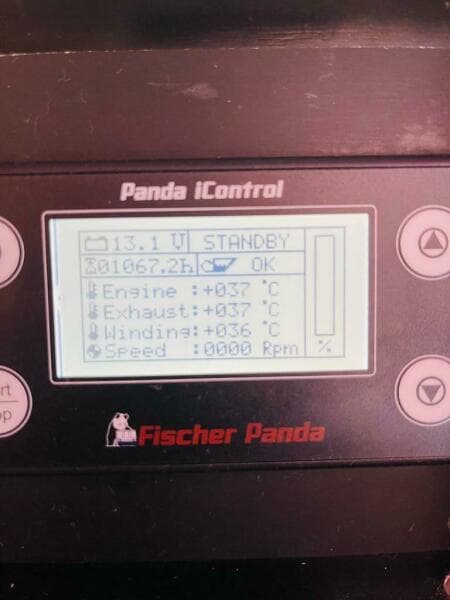 Panda iControl
13.1 V STANDBY
01067.2h OK
Engine :+037 °C
Exhaust:+037 °C
Winding:+036 °C
Speed :0000 Rpm %
Fischer Panda